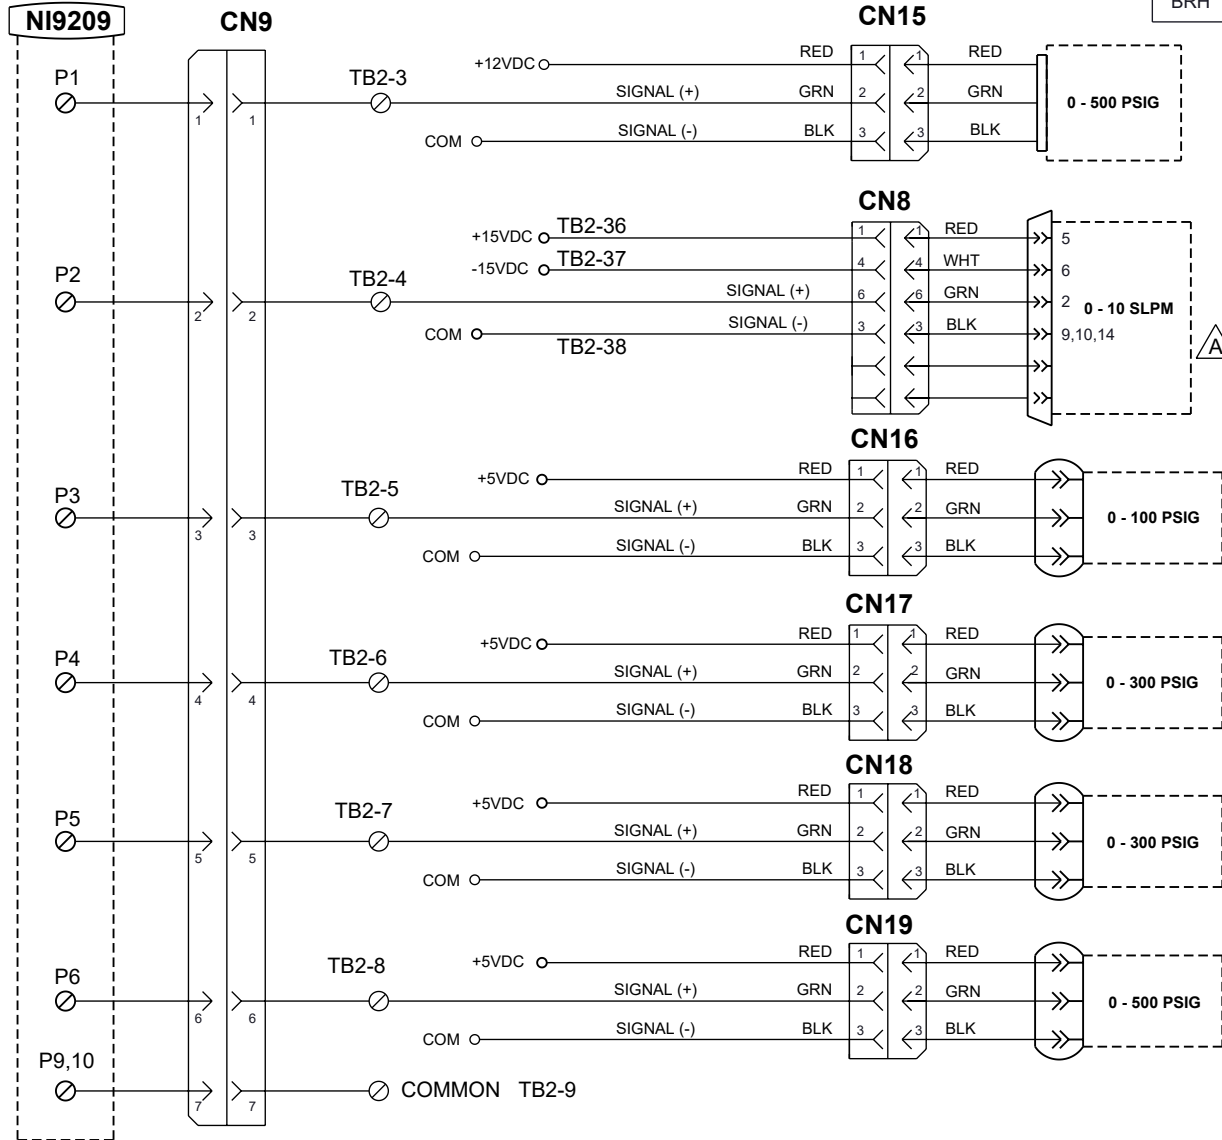 NI9209
CN9
CN15
BRH
P1
1
1
TB2-3
+12VDC
RED
1
1
RED
SIGNAL (+)
GRN
2
2
GRN
0 - 500 PSIG
COM
SIGNAL (-)
BLK
3
3
BLK
CN8
P2
2
2
TB2-4
+15VDC
TB2-36
1
1
RED
5
-15VDC
TB2-37
4
4
WHT
6
SIGNAL (+)
6
6
GRN
2
0 - 10 SLPM
COM
SIGNAL (-)
TB2-38
3
3
BLK
9,10,14
A
CN16
P3
3
3
TB2-5
+5VDC
RED
1
1
RED
SIGNAL (+)
GRN
2
2
GRN
0 - 100 PSIG
COM
SIGNAL (-)
BLK
3
3
BLK
CN17
P4
4
4
TB2-6
+5VDC
RED
1
1
RED
SIGNAL (+)
GRN
2
2
GRN
0 - 300 PSIG
COM
SIGNAL (-)
BLK
3
3
BLK
CN18
P5
5
5
TB2-7
+5VDC
RED
1
1
RED
SIGNAL (+)
GRN
2
2
GRN
0 - 300 PSIG
COM
SIGNAL (-)
BLK
3
3
BLK
CN19
P6
6
6
TB2-8
+5VDC
RED
1
1
RED
SIGNAL (+)
GRN
2
2
GRN
0 - 500 PSIG
COM
SIGNAL (-)
BLK
3
3
BLK
P9,10
7
7
COMMON TB2-9